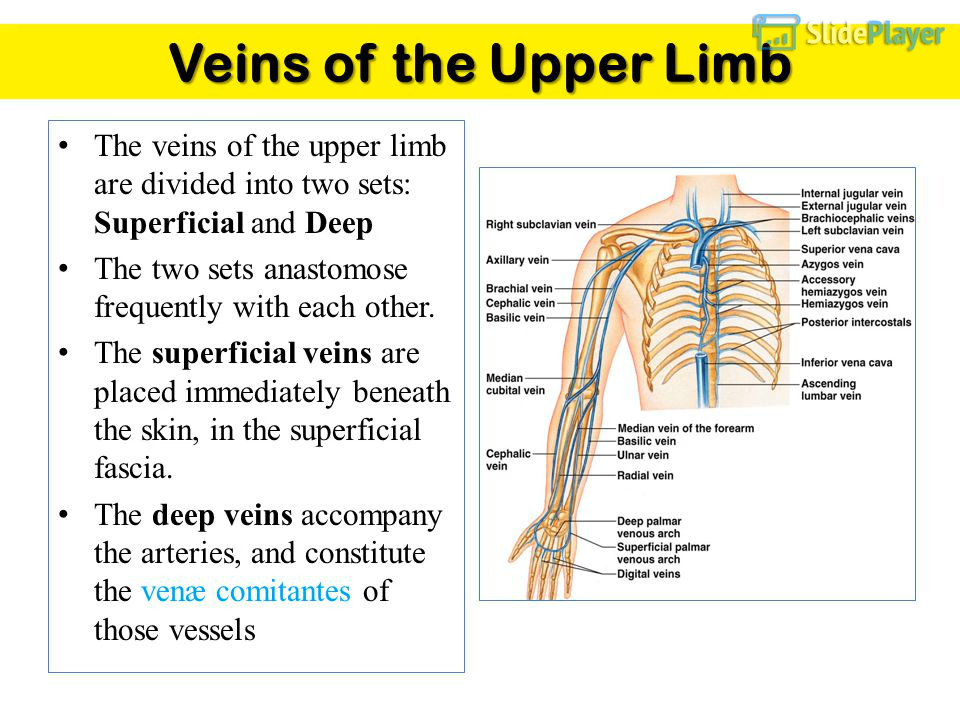 SlidePlayer
Veins of the Upper Limb
• The veins of the upper limb
are divided into two sets:
Superficial and Deep
• The two sets anastomose
frequently with each other.
• The superficial veins are
placed immediately beneath
the skin, in the superficial
fascia.
• The deep veins accompany
the arteries, and constitute
the venæ comitantes of
those vessels
Right subclavian vein
Axillary vein
Brachial vein
Cephalic vein
Basilic vein
Median
cubital vein
Cephalic
vein
Internal jugular vein
External jugular vein
Brachiocephalic veins
Left subclavian vein
Superior vena cava
Azygos vein
Accessory
hemiazygos vein
Hemiazygos vein
Posterior intercostals
Inferior vena cava
Ascending
lumbar vein
Median vein of the forearm
Basilic vein
Ulnar vein
Radial vein
Deep palmar
venous arch
Superficial palmar
venous arch
Digital veins